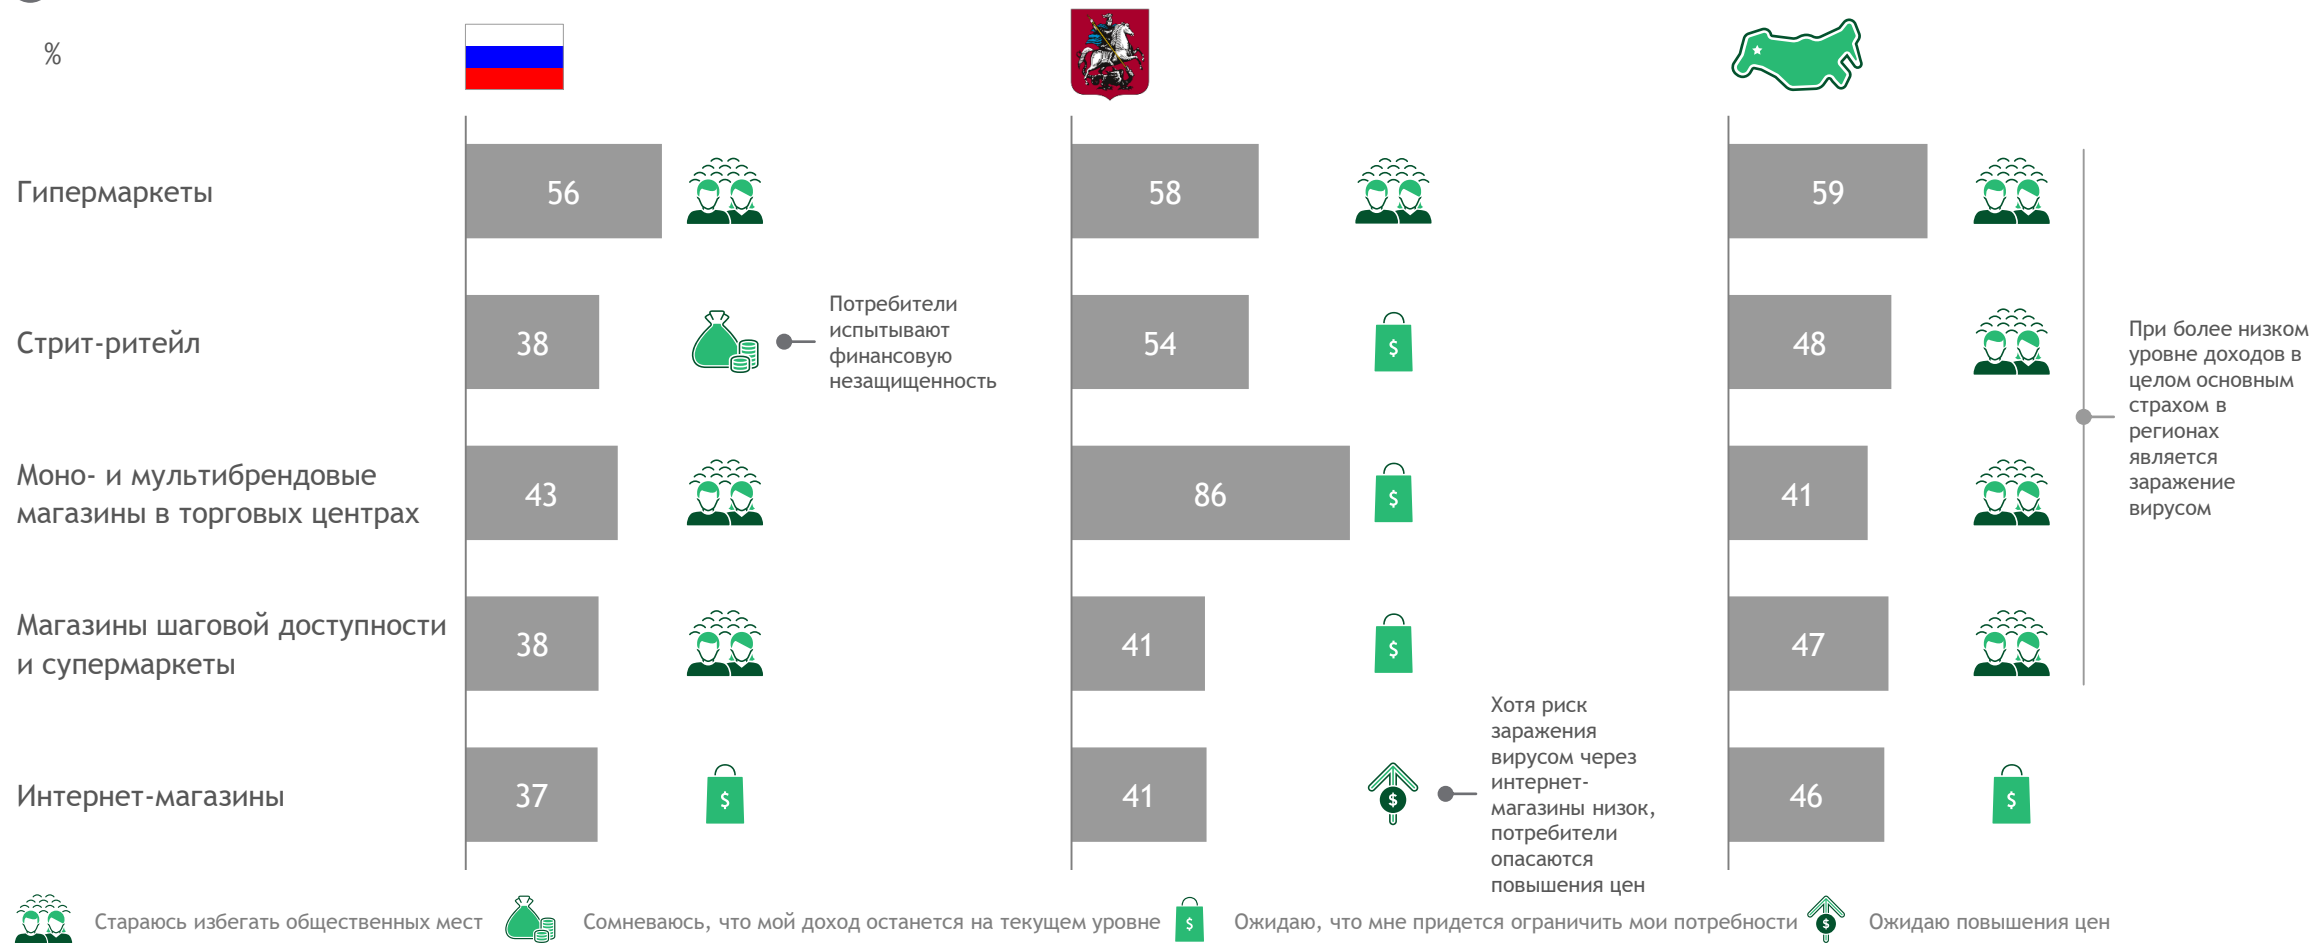 %
Гипермаркеты
56
58
59
Стрит-ритейл
38
Потребители
испытывают
финансовую
незащищенность
54
$
48
При более низком
уровне доходов в
целом основным
страхом в
регионах
является
заражение
вирусом
Моно- и мультибрендовые
магазины в торговых центрах
43
86
$
41
Магазины шаговой доступности
и супермаркеты
38
41
$
47
Интернет-магазины
37
$
41
$
Хотя риск
заражения
вирусом через
интернет-
магазины низок,
потребители
опасаются
повышения цен
46
$
Стараюсь избегать общественных мест
Сомневаюсь, что мой доход останется на текущем уровне
$
Ожидаю, что мне придется ограничить мои потребности
$
Ожидаю повышения цен